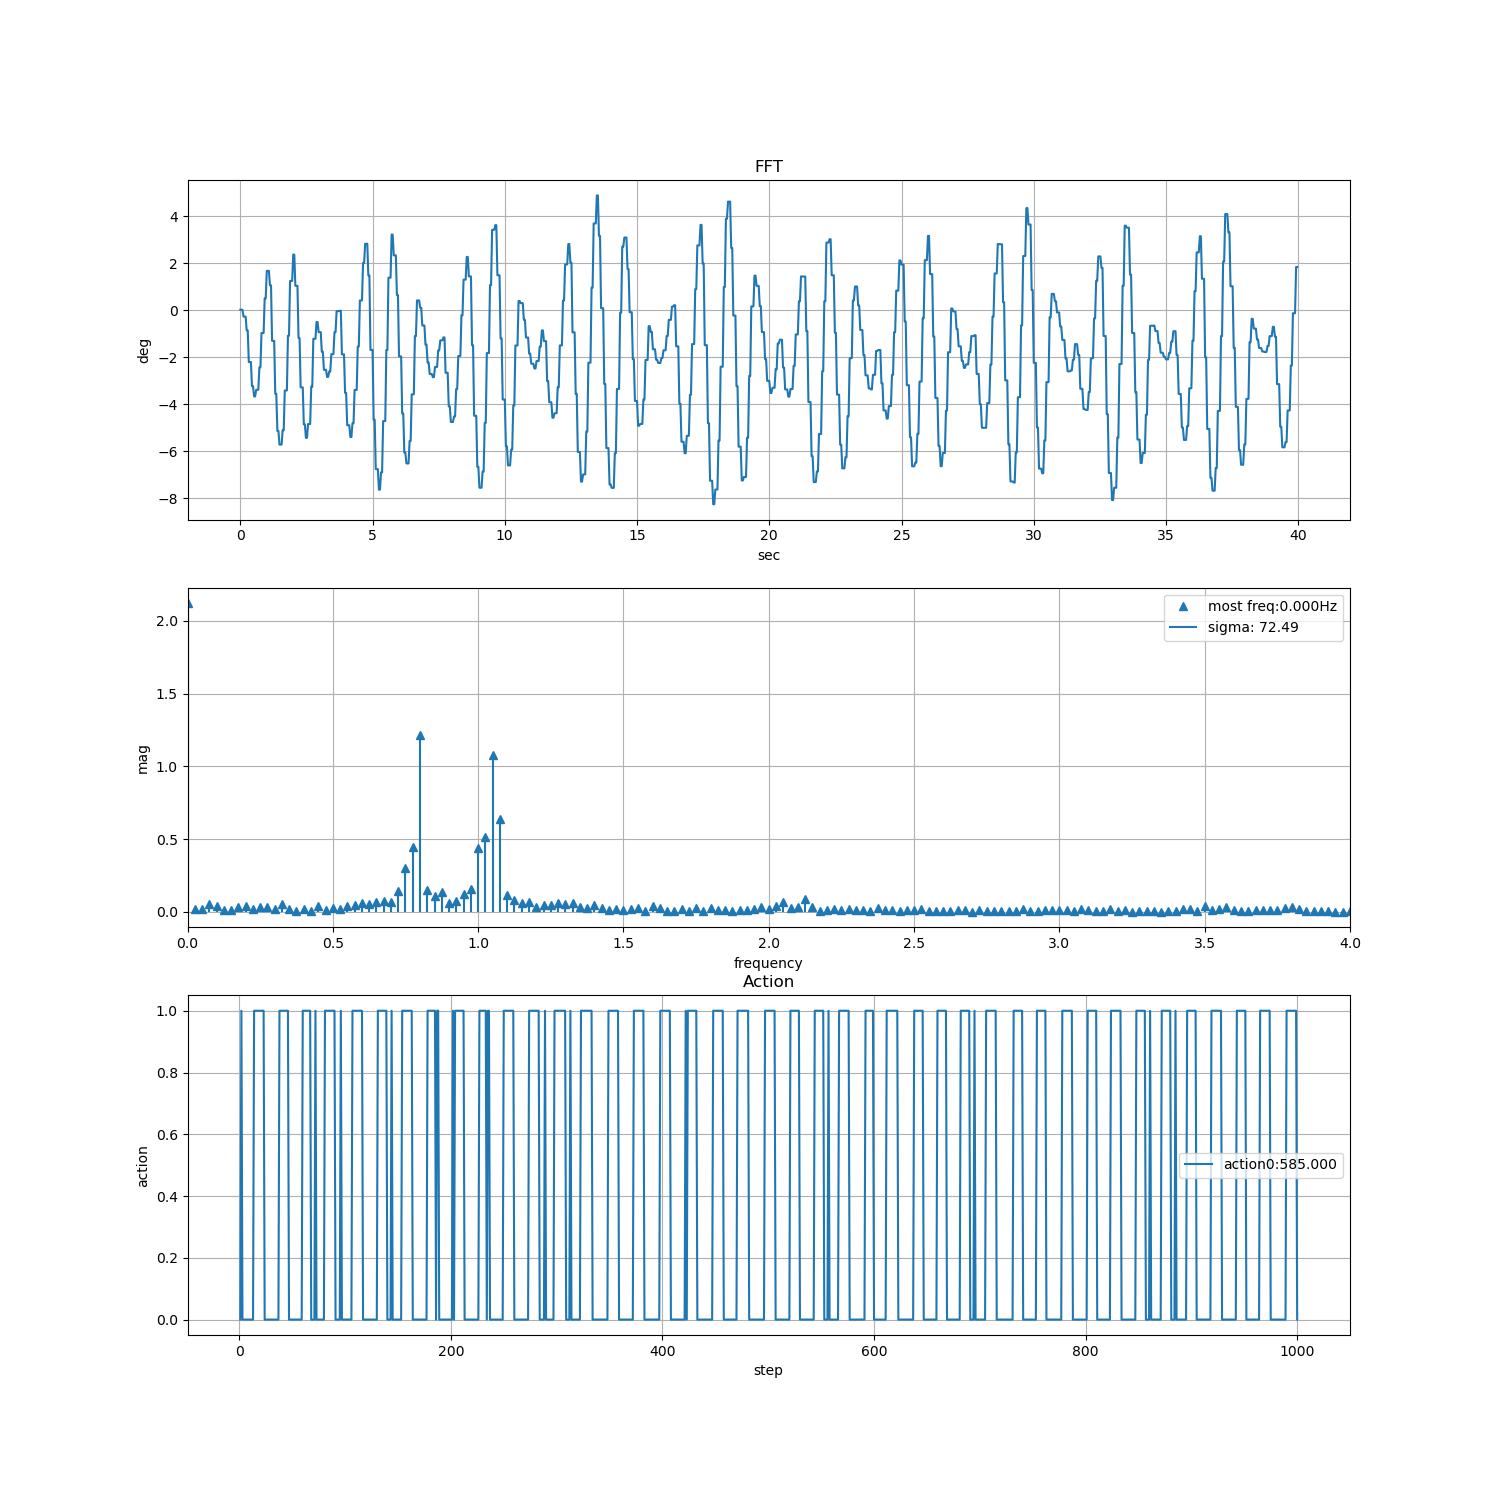 FFT
4
2
0
−2
−4
−6
−8
deg
0 5 10 15 20 25 30 35 40
sec
most freq:0.000Hz
sigma: 72.49
2.0
1.5
1.0
0.5
0.0
mag
0.0 0.5 1.0 1.5 2.0 2.5 3.0 3.5 4.0
frequency
Action
1.0
0.8
0.6
0.4
0.2
0.0
action
action0:585.000
0 200 400 600 800 1000
step